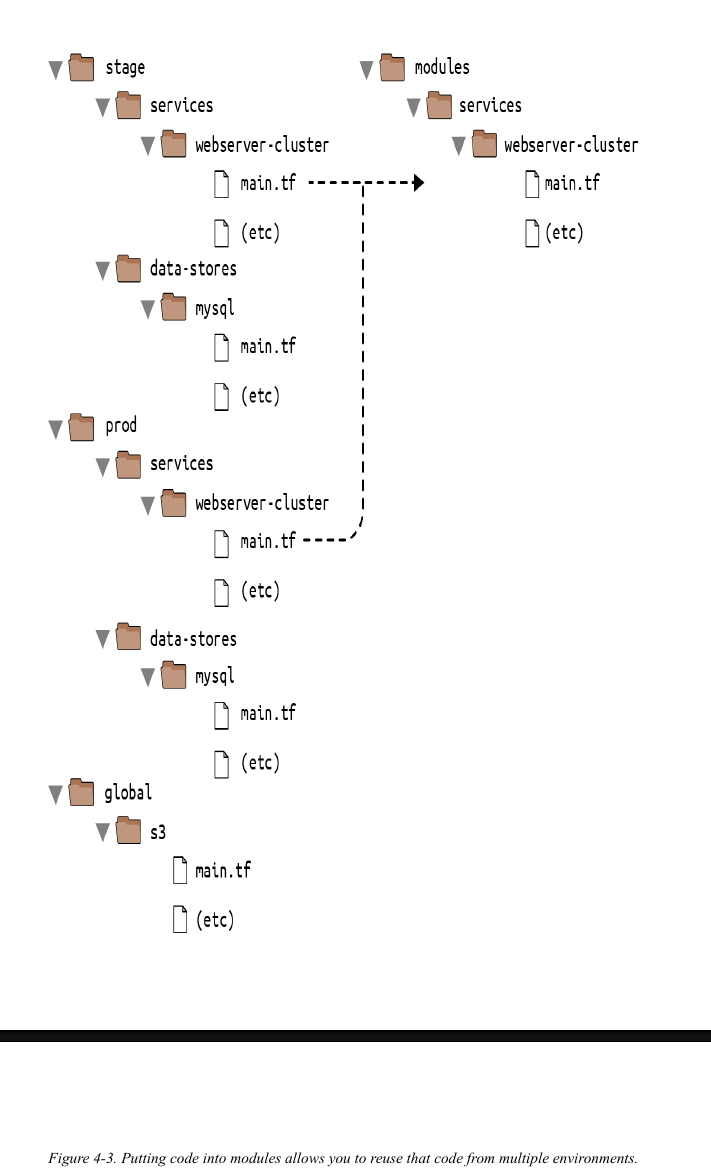 stage
services
webserver-cluster
main.tf
(etc)
data-stores
mysql
main.tf
(etc)
prod
services
webserver-cluster
main.tf
(etc)
data-stores
mysql
main.tf
(etc)
global
s3
main.tf
(etc)
modules
services
webserver-cluster
main.tf
(etc)
Figure 4-3. Putting code into modules allows you to reuse that code from multiple environments.